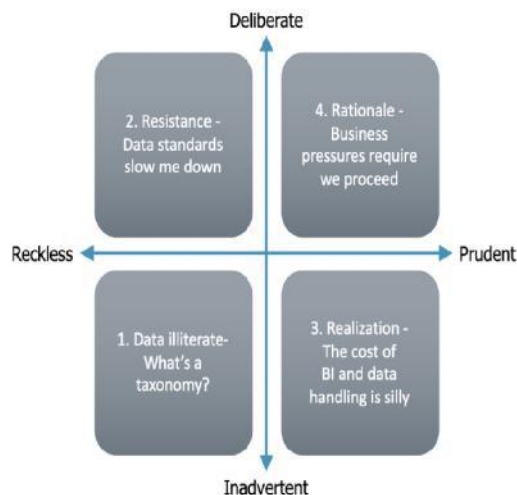 Deliberate
2. Resistance -
Data standards
slow me down
4. Rationale -
Business
pressures require
we proceed
Reckless
Prudent
1. Data illiterate-
What's a
taxonomy?
3. Realization -
The cost of
BI and data
handling is silly
Inadvertent